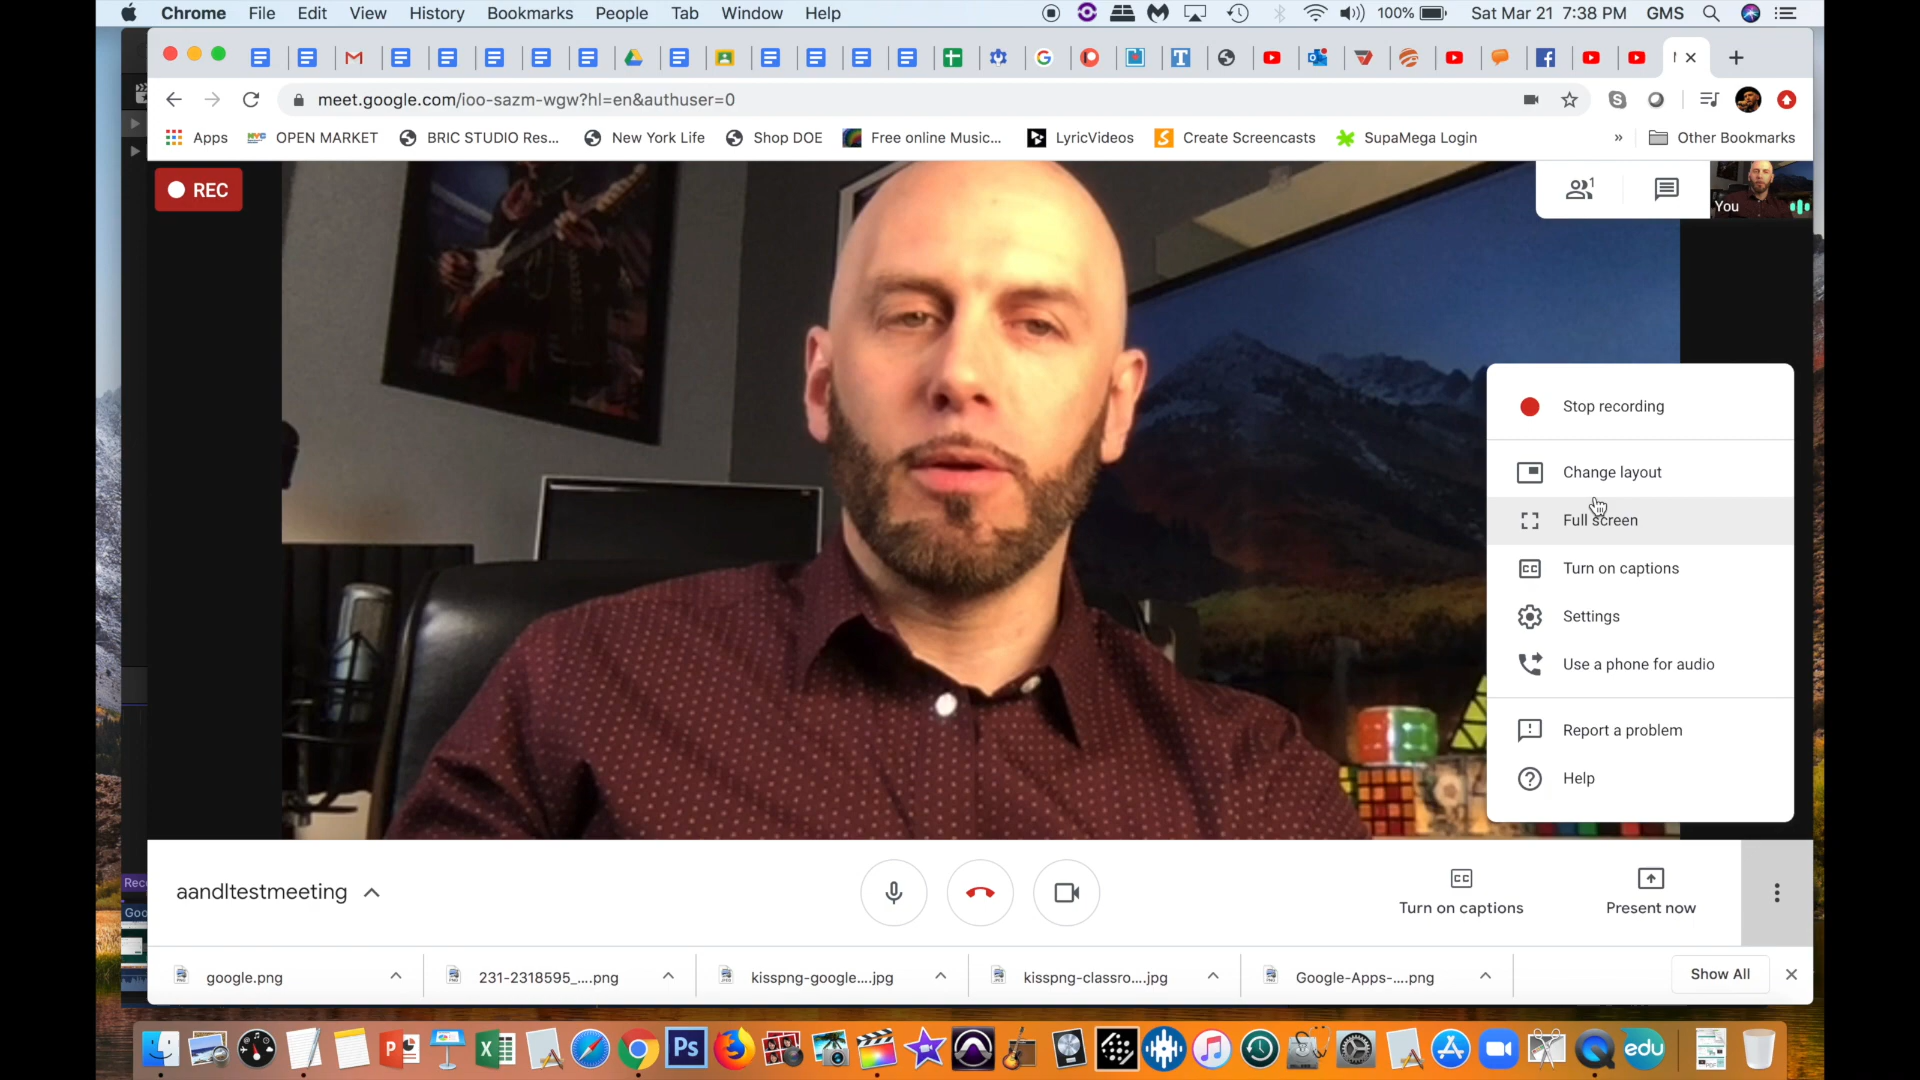 Chrome File Edit View History Bookmarks People Tab Window Help 100% Sat Mar 21 7:38 PM GMS
meet.google.com/ioo-sazm-wgw?hl=en&authuser=0
Apps OPEN MARKET BRIC STUDIO Res... New York Life Shop DOE Free online Music... LyricVideos Create Screencasts SupaMega Login » Other Bookmarks
REC
1
You
Stop recording
Change layout
Full screen
Turn on captions
Settings
Use a phone for audio
Report a problem
Help
aandltestmeeting
Turn on captions
Present now
google.png
231-2318595_....png
kisspng-google....jpg
kisspng-classro....jpg
Google-Apps-....png
Show All
Ps
edu